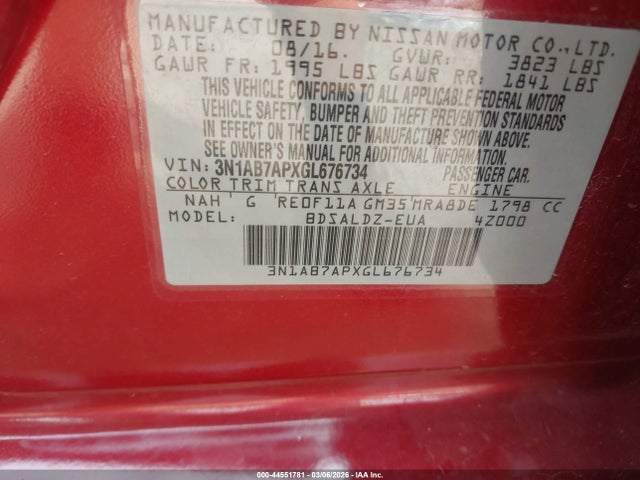 MANUFACTURED BY NISSAN MOTOR CO., LTD.
DATE: 08/16. GVWR: 3823 LBS
GAWR FR: 1995 LBS GAWR RR: 1841 LBS
THIS VEHICLE CONFORMS TO ALL APPLICABLE FEDERAL MOTOR
VEHICLE SAFETY, BUMPER AND THEFT PREVENTION STANDARDS
IN EFFECT ON THE DATE OF MANUFACTURE SHOWN ABOVE.
SEE OWNER'S MANUAL FOR ADDITIONAL INFORMATION.
VIN: 3N1AB7APXGL676734 PASSENGER CAR.
COLOR TRIM TRANS AXLE ENGINE
NAH G RE0F11A GM35 MRA8DE 1798 CC
MODEL: BDSALDZ-EUA 4Z000
3N1AB7APXGL676734
000-44551781 | 03/06/2026 | IAA Inc.